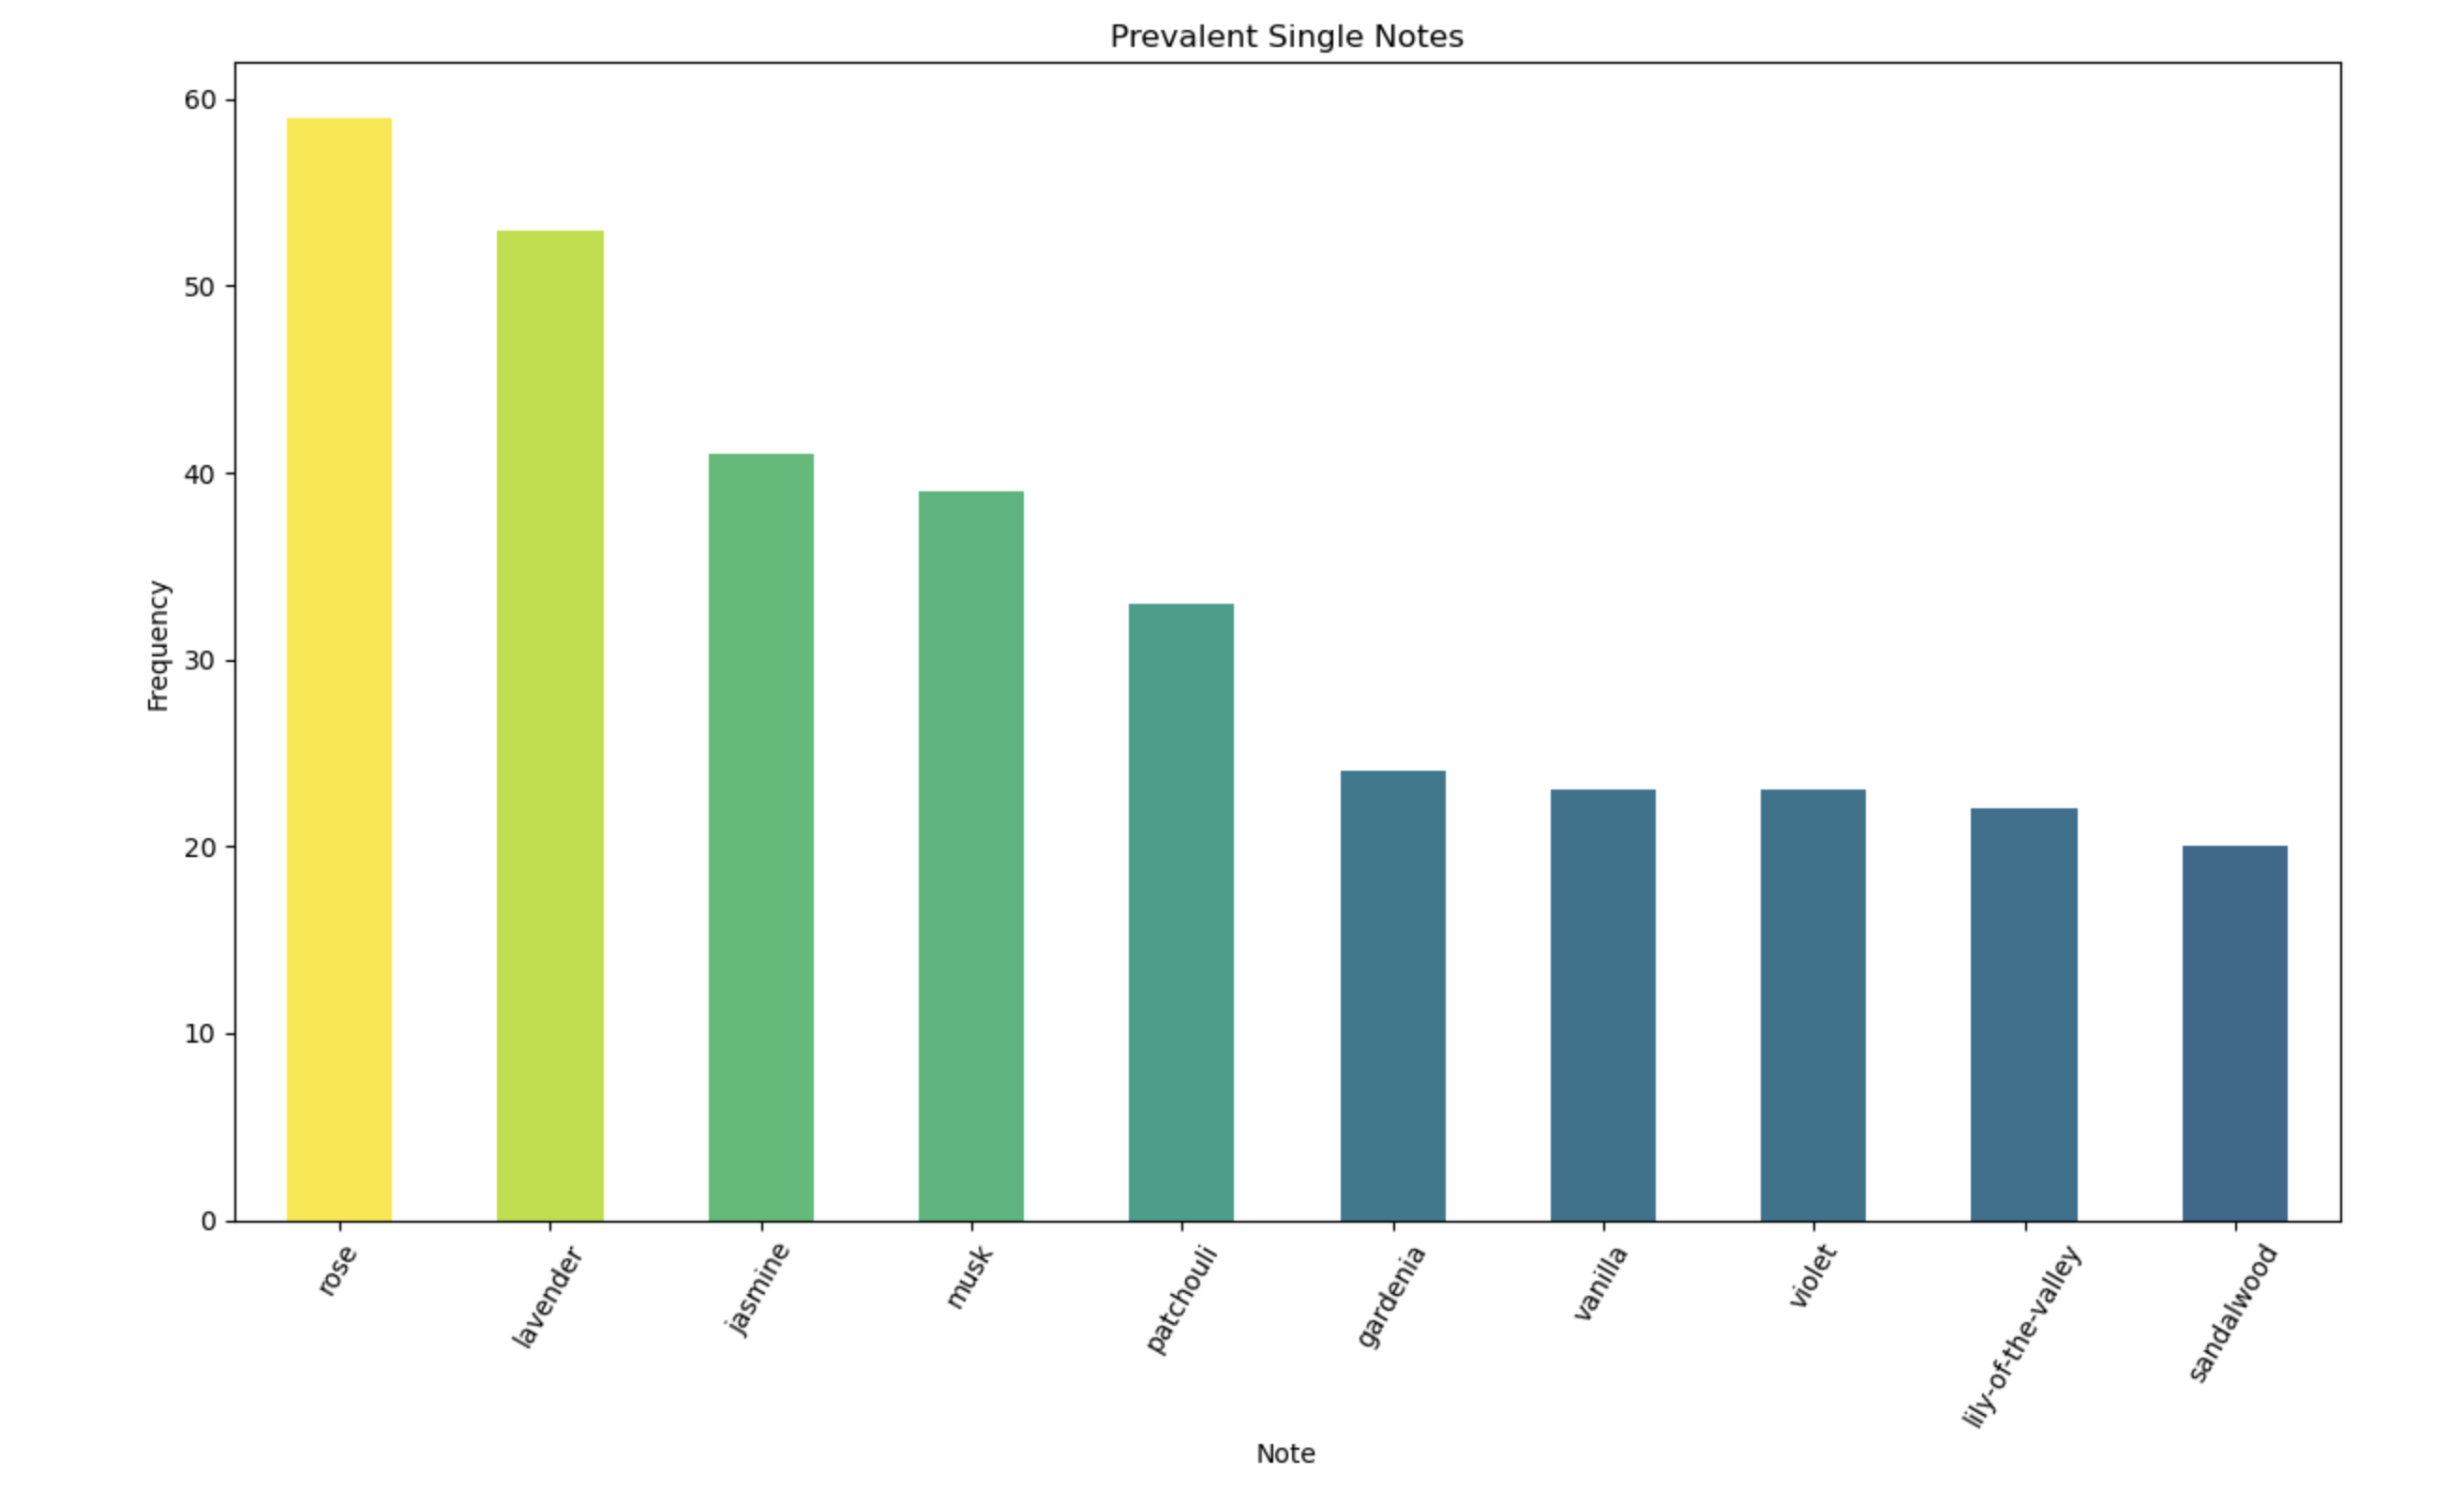 Prevalent Single Notes
60
50
40
30
20
10
0
Frequency
rose
lavender
jasmine
musk
patchouli
gardenia
vanilla
violet
lily-of-the-valley
sandalwood
Note